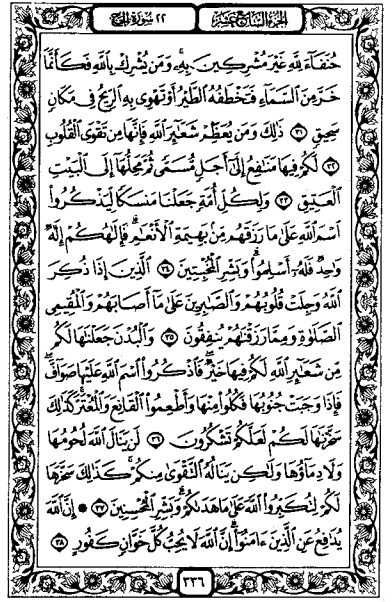 الجزء السابع عشر ٢٢ سورة الحج
حُنَفَآءَ لِلَّهِ غَيْرَ مُشْرِكِينَ بِهِۦۚ وَمَن يُشْرِكْ بِٱللَّهِ فَكَأَنَّمَا
خَرَّ مِنَ ٱلسَّمَآءِ فَتَخْطَفُهُ ٱلطَّيْرُ أَوْ تَهْوِى بِهِ ٱلرِّيحُ فِى مَكَانٍ
سَحِيقٍ ٣١ ذَٰلِكَ وَمَن يُعَظِّمْ شَعَٰٓئِرَ ٱللَّهِ فَإِنَّهَا مِن تَقْوَى ٱلْقُلُوبِ
٣٢ لَكُمْ فِيهَا مَنَٰفِعُ إِلَىٰٓ أَجَلٍ مُّسَمًّى ثُمَّ مَحِلُّهَآ إِلَى ٱلْبَيْتِ
ٱلْعَتِيقِ ٣٣ وَلِكُلِّ أُمَّةٍ جَعَلْنَا مَنسَكًا لِّيَذْكُرُوا۟
ٱسْمَ ٱللَّهِ عَلَىٰ مَا رَزَقَهُم مِّنۢ بَهِيمَةِ ٱلْأَنْعَٰمِۗ فَإِلَٰهُكُمْ إِلَٰهٌ
وَٰحِدٌ فَلَهُۥٓ أَسْلِمُوا۟ۗ وَبَشِّرِ ٱلْمُخْبِتِينَ ٣٤ ٱلَّذِينَ إِذَا ذُكِرَ
ٱللَّهُ وَجِلَتْ قُلُوبُهُمْ وَٱلصَّٰبِرِينَ عَلَىٰ مَآ أَصَابَهُمْ وَٱلْمُقِيمِى
ٱلصَّلَوٰةِ وَمِمَّا رَزَقْنَٰهُمْ يُنفِقُونَ ٣٥ وَٱلْبُدْنَ جَعَلْنَٰهَا لَكُم
مِّن شَعَٰٓئِرِ ٱللَّهِ لَكُمْ فِيهَا خَيْرٌۖ فَٱذْكُرُوا۟ ٱسْمَ ٱللَّهِ عَلَيْهَا صَوَآفَّۖ
فَإِذَا وَجَبَتْ جُنُوبُهَا فَكُلُوا۟ مِنْهَا وَأَطْعِمُوا۟ ٱلْقَانِعَ وَٱلْمُعْتَرَّۚ كَذَٰلِكَ
سَخَّرْنَٰهَا لَكُمْ لَعَلَّكُمْ تَشْكُرُونَ ٣٦ لَن يَنَالَ ٱللَّهَ لُحُومُهَا
وَلَا دِمَآؤُهَا وَلَٰكِن يَنَالُهُ ٱلتَّقْوَىٰ مِنكُمْۚ كَذَٰلِكَ سَخَّرَهَا
لَكُمْ لِتُكَبِّرُوا۟ ٱللَّهَ عَلَىٰ مَا هَدَىٰكُمْۗ وَبَشِّرِ ٱلْمُحْسِنِينَ ٣٧ ۞ إِنَّ ٱللَّهَ
يُدَٰفِعُ عَنِ ٱلَّذِينَ ءَامَنُوٓا۟ۗ إِنَّ ٱللَّهَ لَا يُحِبُّ كُلَّ خَوَّانٍ كَفُورٍ ٣٨
٣٣٦